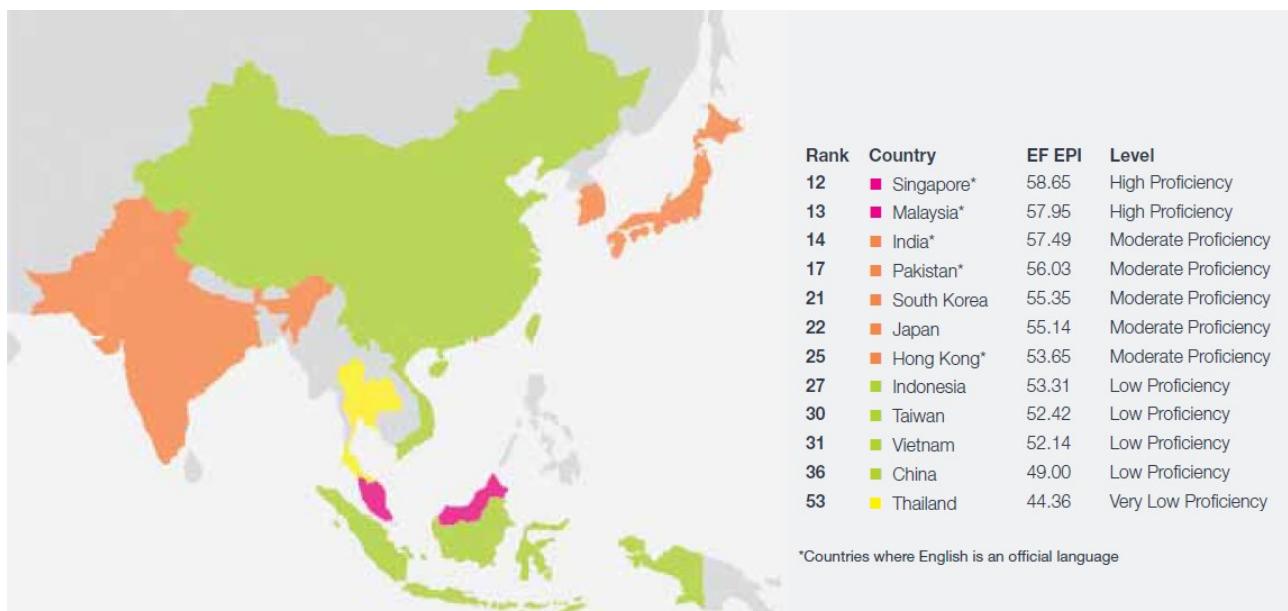 Rank Country EF EPI Level
12 Singapore* 58.65 High Proficiency
13 Malaysia* 57.95 High Proficiency
14 India* 57.49 Moderate Proficiency
17 Pakistan* 56.03 Moderate Proficiency
21 South Korea 55.35 Moderate Proficiency
22 Japan 55.14 Moderate Proficiency
25 Hong Kong* 53.65 Moderate Proficiency
27 Indonesia 53.31 Low Proficiency
30 Taiwan 52.42 Low Proficiency
31 Vietnam 52.14 Low Proficiency
36 China 49.00 Low Proficiency
53 Thailand 44.36 Very Low Proficiency
*Countries where English is an official language